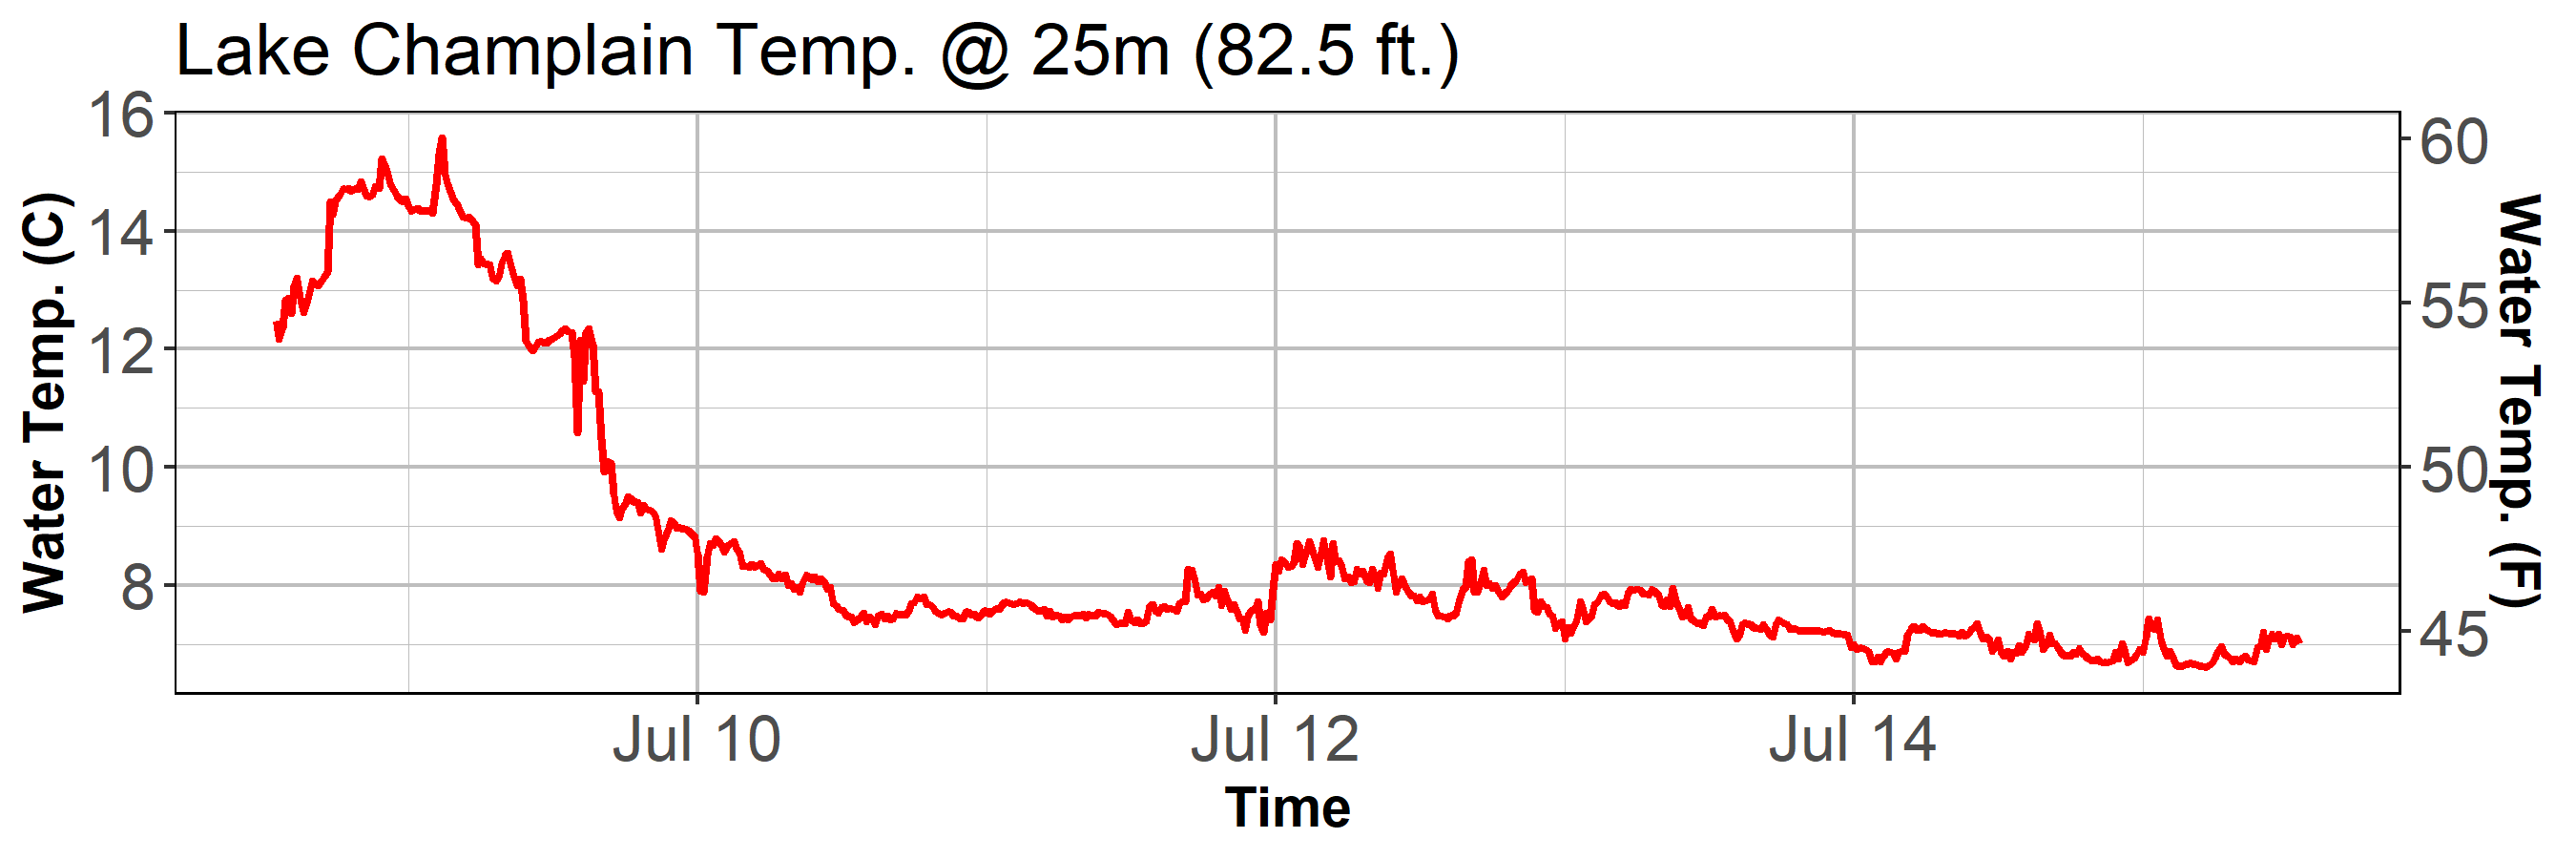 Lake Champlain Temp. @ 25m (82.5 ft.)
Water Temp. (C)
16
14
12
10
8
60
55
50
45
Water Temp. (F)
Jul 10
Jul 12
Jul 14
Time